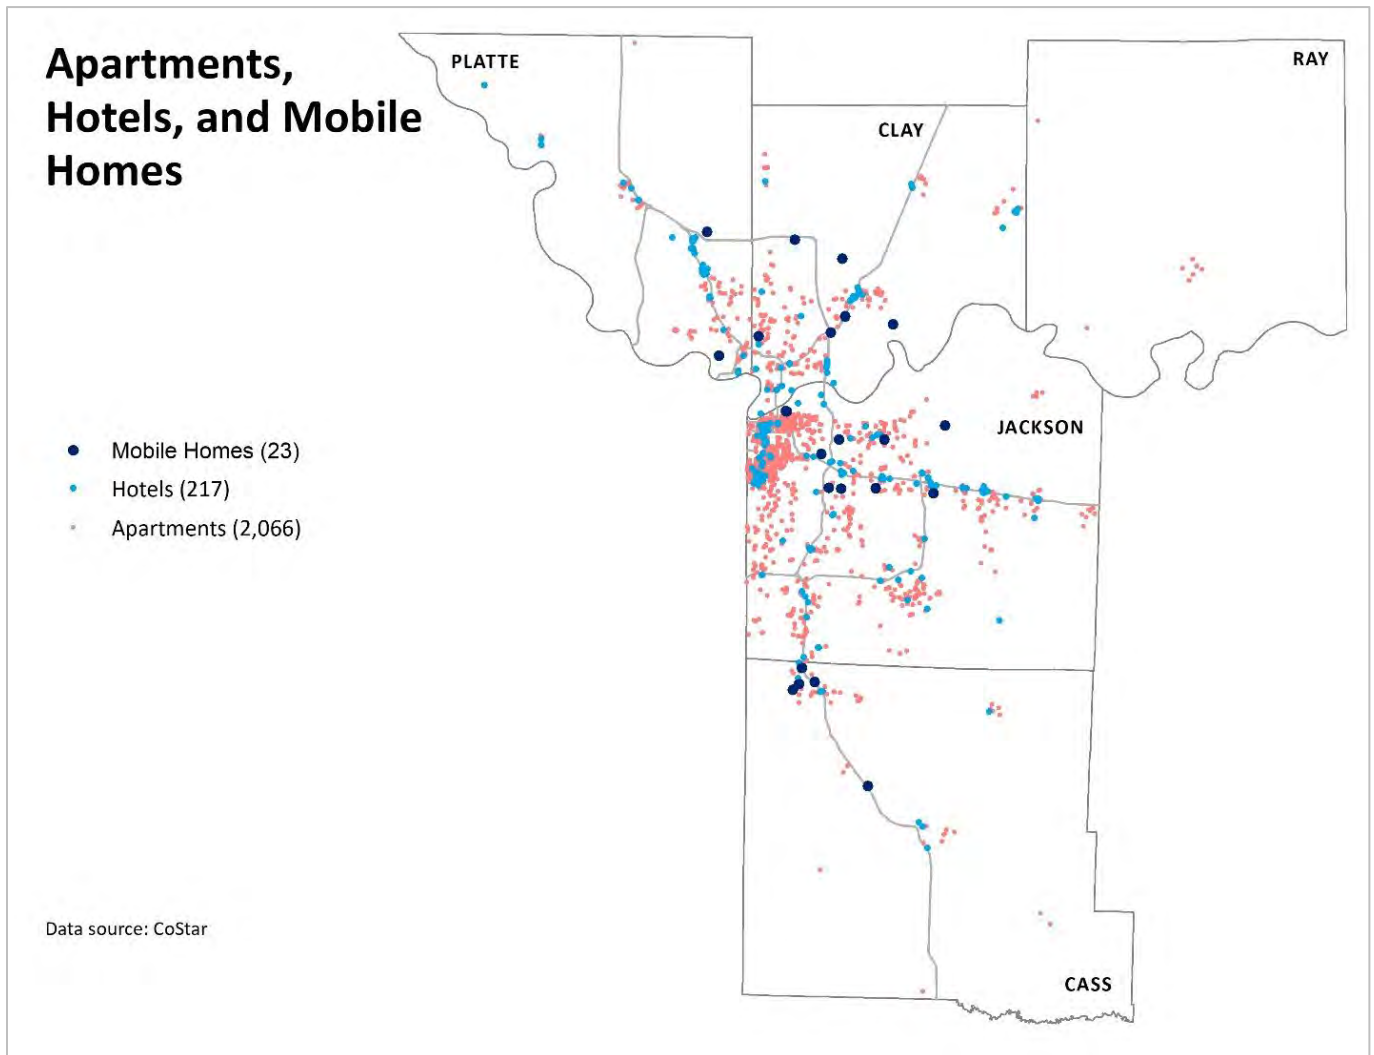 Apartments,
Hotels, and Mobile
Homes
PLATTE
RAY
CLAY
JACKSON
Mobile Homes (23)
Hotels (217)
Apartments (2,066)
Data source: CoStar
CASS